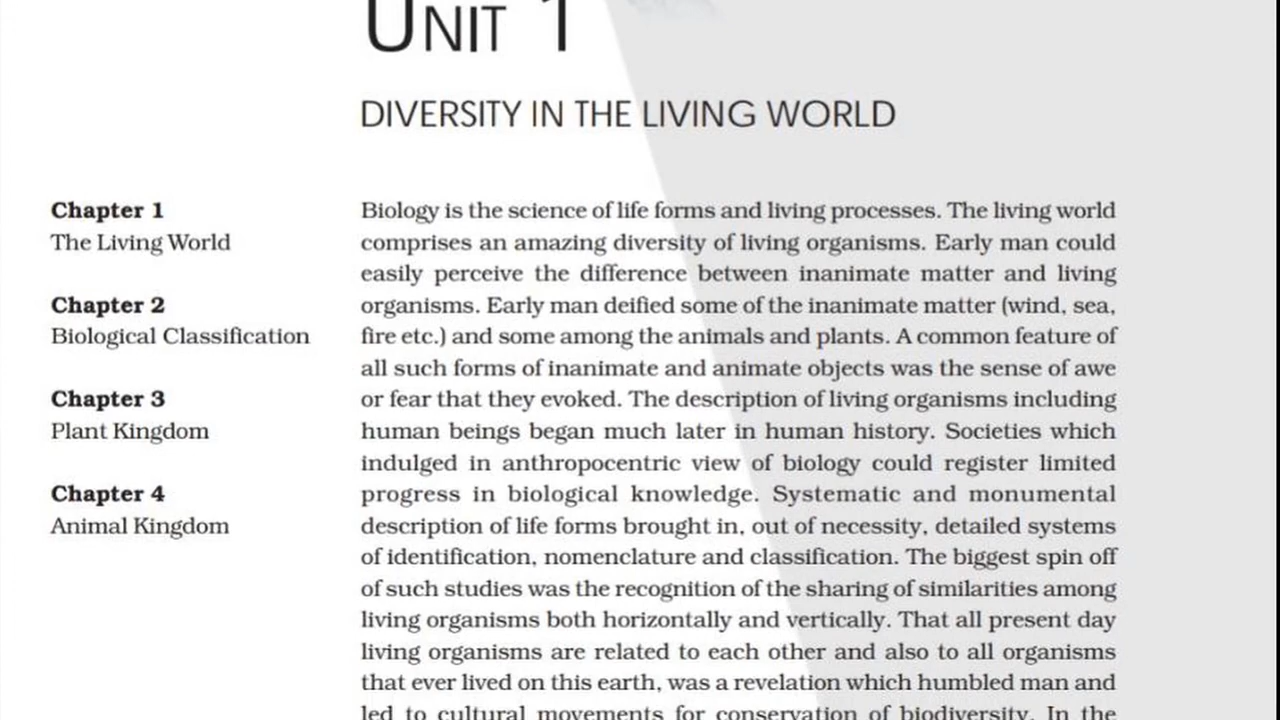 UNIT 1
DIVERSITY IN THE LIVING WORLD
Chapter 1
The Living World
Chapter 2
Biological Classification
Chapter 3
Plant Kingdom
Chapter 4
Animal Kingdom
Biology is the science of life forms and living processes. The living world
comprises an amazing diversity of living organisms. Early man could
easily perceive the difference between inanimate matter and living
organisms. Early man deified some of the inanimate matter (wind, sea,
fire etc.) and some among the animals and plants. A common feature of
all such forms of inanimate and animate objects was the sense of awe
or fear that they evoked. The description of living organisms including
human beings began much later in human history. Societies which
indulged in anthropocentric view of biology could register limited
progress in biological knowledge. Systematic and monumental
description of life forms brought in, out of necessity, detailed systems
of identification, nomenclature and classification. The biggest spin off
of such studies was the recognition of the sharing of similarities among
living organisms both horizontally and vertically. That all present day
living organisms are related to each other and also to all organisms
that ever lived on this earth, was a revelation which humbled man and
led to cultural movements for conservation of biodiversity. In the